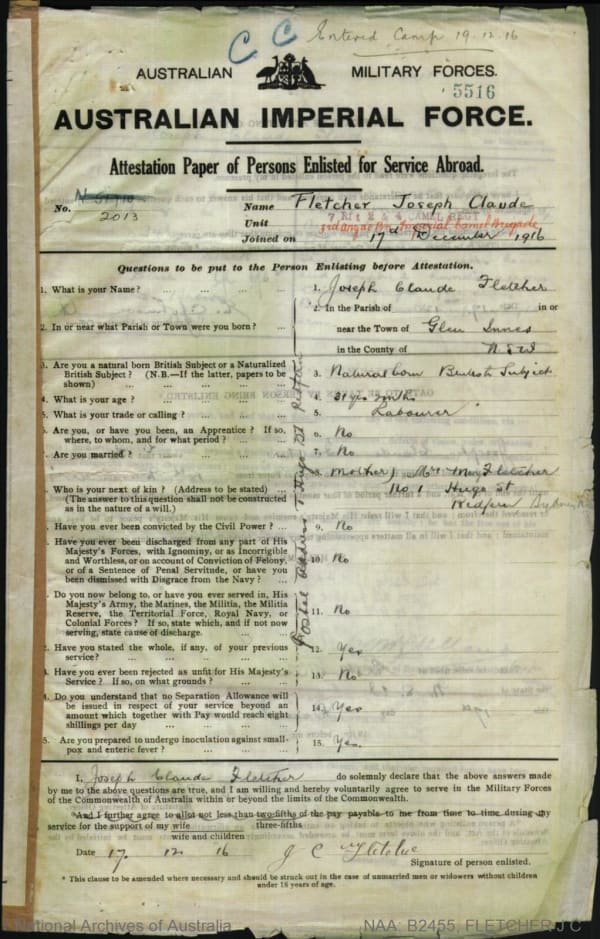 C C Entered Camp 19.12.16
AUSTRALIAN MILITARY FORCES.
5516
AUSTRALIAN IMPERIAL FORCE.
Attestation Paper of Persons Enlisted for Service Abroad.
No. 2013
Name Fletcher Joseph Claude
Unit 3rd Anzac Bn Imperial Camel Brigade
Joined on 17 December 1916
Questions to be put to the Person Enlisting before Attestation.
1. What is your Name? ... ... ... ... 1. Joseph Claude Fletcher
2. In or near what Parish or Town were you born? ... 2. In the Parish of in or
near the Town of Glen Innes
in the County of N.S.W
3. Are you a natural born British Subject or a Naturalized
British Subject? (N.B.—If the latter, papers to be
shown) ... ... ... ... ... 3. Natural born British Subject
4. What is your age? ... ... ... ... 4. 31 yrs mths
5. What is your trade or calling? ... ... ... 5. Labourer
6. Are you, or have you been, an Apprentice? If so,
where, to whom, and for what period? ... ... 6. No
7. Are you married? ... ... ... 7. No
8. Who is your next of kin? (Address to be stated) ...
(The answer to this question shall not be constructed
as in the nature of a will.)
8. Mother) Mrs Fletcher
No 1 Hugo St
Redfern Sydney
Postal Address 1 Hugo St Redfern
9. Have you ever been convicted by the Civil Power? ... 9. No
10. Have you ever been discharged from any part of His
Majesty's Forces, with Ignominy, or as Incorrigible
and Worthless, or on account of Conviction of Felony,
or of a Sentence of Penal Servitude, or have you
been dismissed with Disgrace from the Navy? ... 10. No
11. Do you now belong to, or have you ever served in, His
Majesty's Army, the Marines, the Militia, the Militia
Reserve, the Territorial Force, Royal Navy, or
Colonial Forces? If so, state which, and if not now
serving, state cause of discharge. ... ... 11. No
12. Have you stated the whole, if any, of your previous
service? ... ... ... ... 12. Yes
13. Have you ever been rejected as unfit for His Majesty's
Service? If so, on what grounds? ... ... 13. No
14. Do you understand that no Separation Allowance will
be issued in respect of your service beyond an
amount which together with Pay would reach eight
shillings per day ... ... ... ... 14. Yes
15. Are you prepared to undergo inoculation against small-
pox and enteric fever? ... ... ... 15. Yes.
I, Joseph Claude Fletcher do solemnly declare that the above answers made
by me to the above questions are true, and I am willing and hereby voluntarily agree to serve in the Military Forces
of the Commonwealth of Australia within or beyond the limits of the Commonwealth.
*And I further agree to allot not less than two-fifths of the pay payable to me from time to time during my
service for the support of my wife three-fifths
wife and children
Date 17. 12 16 J C Fletcher
Signature of person enlisted.
* This clause to be amended where necessary and should be struck out in the case of unmarried men or widowers without children
under 18 years of age.
National Archives of Australia NAA: B2455, FLETCHER J C